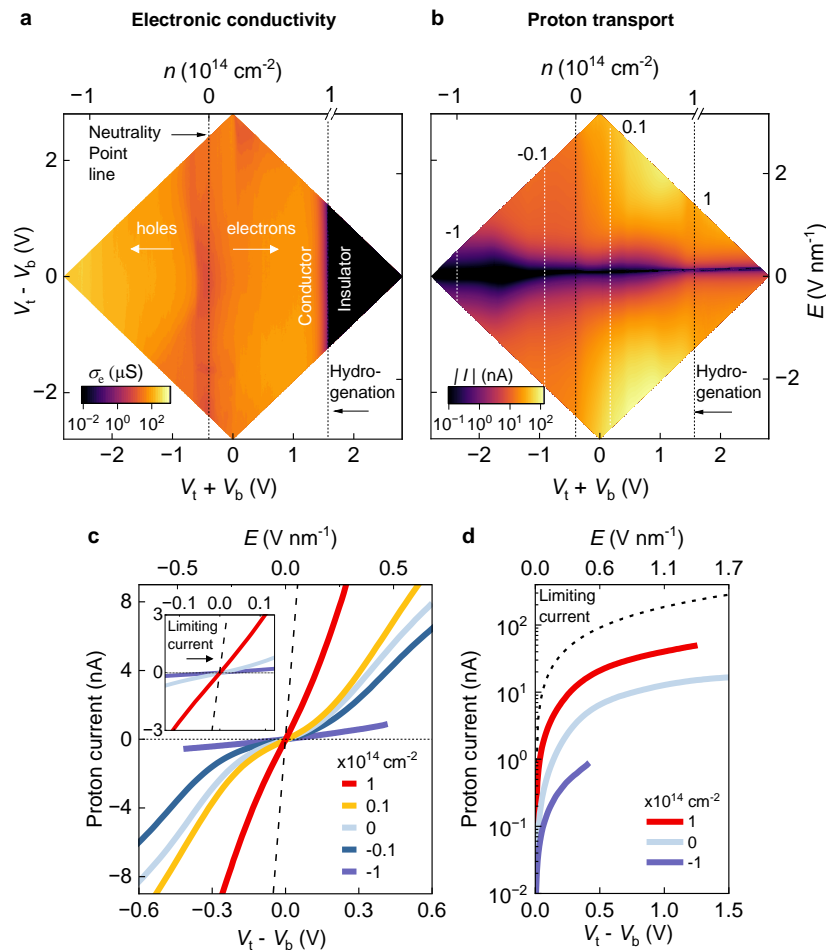 a Electronic conductivity
n (10^14 cm^-2)
−1 0 1
Neutrality
Point
line
holes
electrons
Conductor
Insulator
V_t - V_b (V)
2
0
−2
σ_e (μS)
10^−2 10^0 10^2
Hydro-
genation
−2 −1 0 1 2
V_t + V_b (V)
b Proton transport
n (10^14 cm^-2)
−1 0 1
0.1
-0.1
1
-1
2
0
−2
E (V nm^-1)
| I | (nA)
10^−1 10^0 10^1 10^2
Hydro-
genation
−2 −1 0 1 2
V_t + V_b (V)
c
E (V nm^-1)
−0.5 0.0 0.5
Proton current (nA)
8
4
0
−4
−8
−0.1 0.0 0.1
3
0
−3
Limiting
current
x10^14 cm^-2
1
0.1
0
-0.1
-1
−0.6 −0.3 0.0 0.3 0.6
V_t - V_b (V)
d
E (V nm^-1)
0.0 0.6 1.1 1.7
Limiting
current
Proton current (nA)
10^2
10^1
10^0
10^−1
10^−2
x10^14 cm^-2
1
0
-1
0.0 0.5 1.0 1.5
V_t - V_b (V)